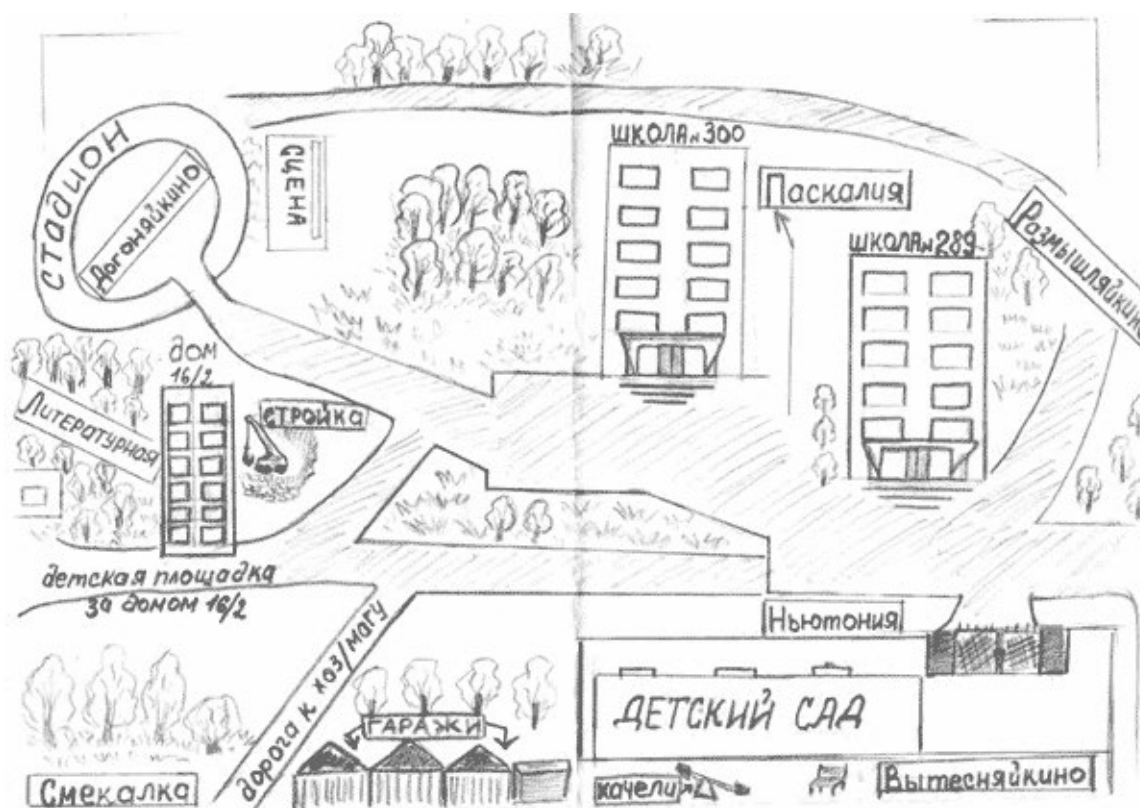 ШКОЛА № 300
СТАДИОН
Догоняйкино
СЦЕНА
Паскалия
Размышляйкино
ШКОЛА № 289
ДОМ
16/2
Литературная
СТРОЙКА
детская площадка
за домом 16/2
Ньютония
дорога к хоз/магу
ГАРАЖИ
ДЕТСКИЙ САД
Смекалка
качели
Вытесняйкино